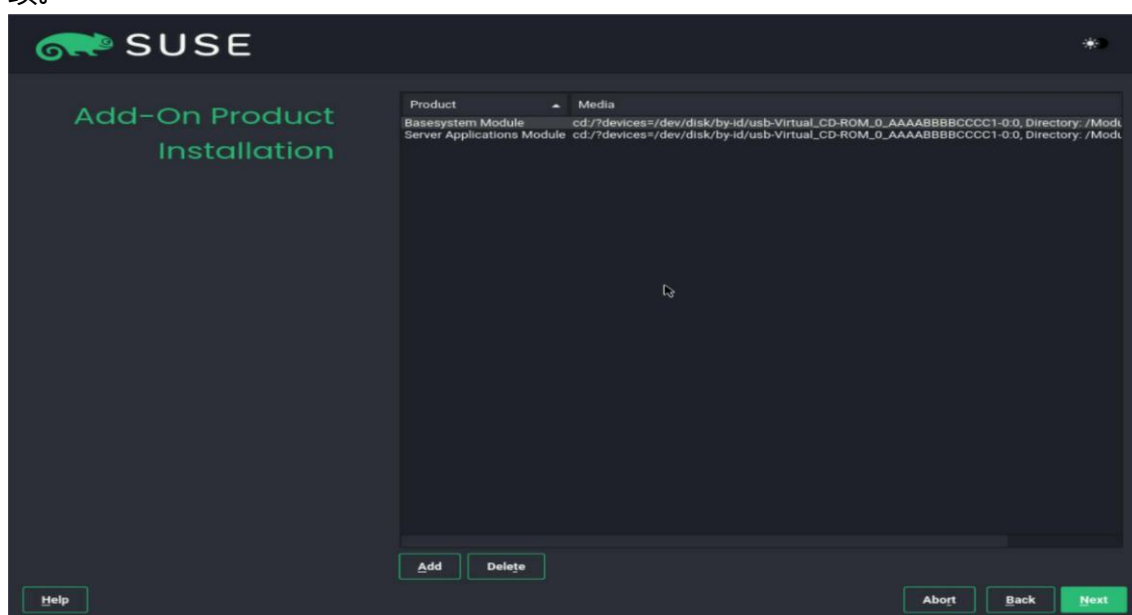 SUSE
Add-On Product
Installation
Product Media
Basesystem Module cd:/?devices=/dev/disk/by-id/usb-Virtual_CD-ROM_0_AAAABBBBCCCC1-0:0, Directory: /Modu
Server Applications Module cd:/?devices=/dev/disk/by-id/usb-Virtual_CD-ROM_0_AAAABBBBCCCC1-0:0, Directory: /Modu
Add Delete
Help Abort Back Next